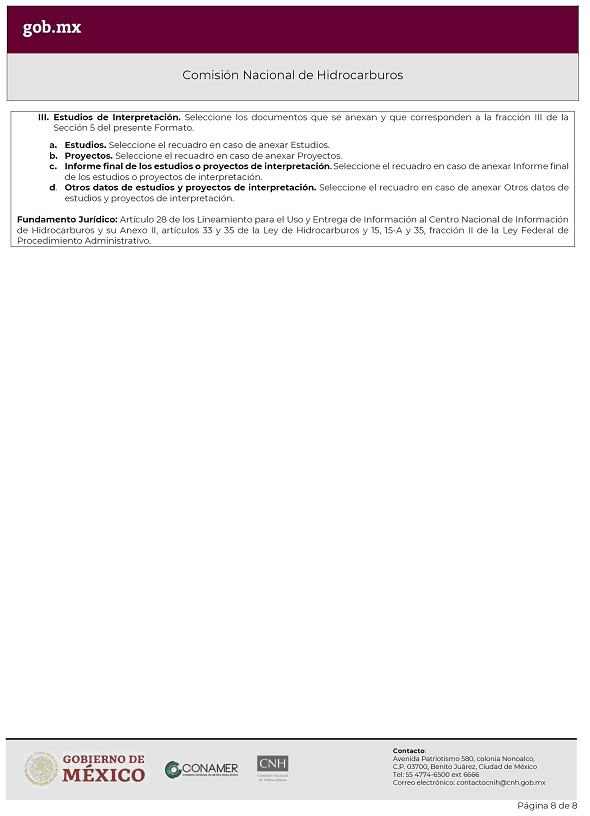 gob.mx
Comisión Nacional de Hidrocarburos
III. Estudios de Interpretación. Seleccione los documentos que se anexan y que corresponden a la fracción III de la
Sección 5 del presente Formato.
a. Estudios. Seleccione el recuadro en caso de anexar Estudios.
b. Proyectos. Seleccione el recuadro en caso de anexar Proyectos.
c. Informe final de los estudios o proyectos de interpretación. Seleccione el recuadro en caso de anexar Informe final
de los estudios o proyectos de interpretación.
d. Otros datos de estudios y proyectos de interpretación. Seleccione el recuadro en caso de anexar Otros datos de
estudios y proyectos de interpretación.
Fundamento Jurídico: Artículo 28 de los Lineamiento para el Uso y Entrega de Información al Centro Nacional de Información
de Hidrocarburos y su Anexo II, artículos 33 y 35 de la Ley de Hidrocarburos y 15, 15-A y 35, fracción II de la Ley Federal de
Procedimiento Administrativo.
GOBIERNO DE
MÉXICO
CONAMER
CNH
Comisión Nacional
de Hidrocarburos
Contacto:
Avenida Patriotismo 580, colonia Nonoalco,
C.P. 03700, Benito Juárez, Ciudad de México
Tel: 55 4774-6500 ext 6666
Correo electrónico: contactocnih@cnh.gob.mx
Página 8 de 8